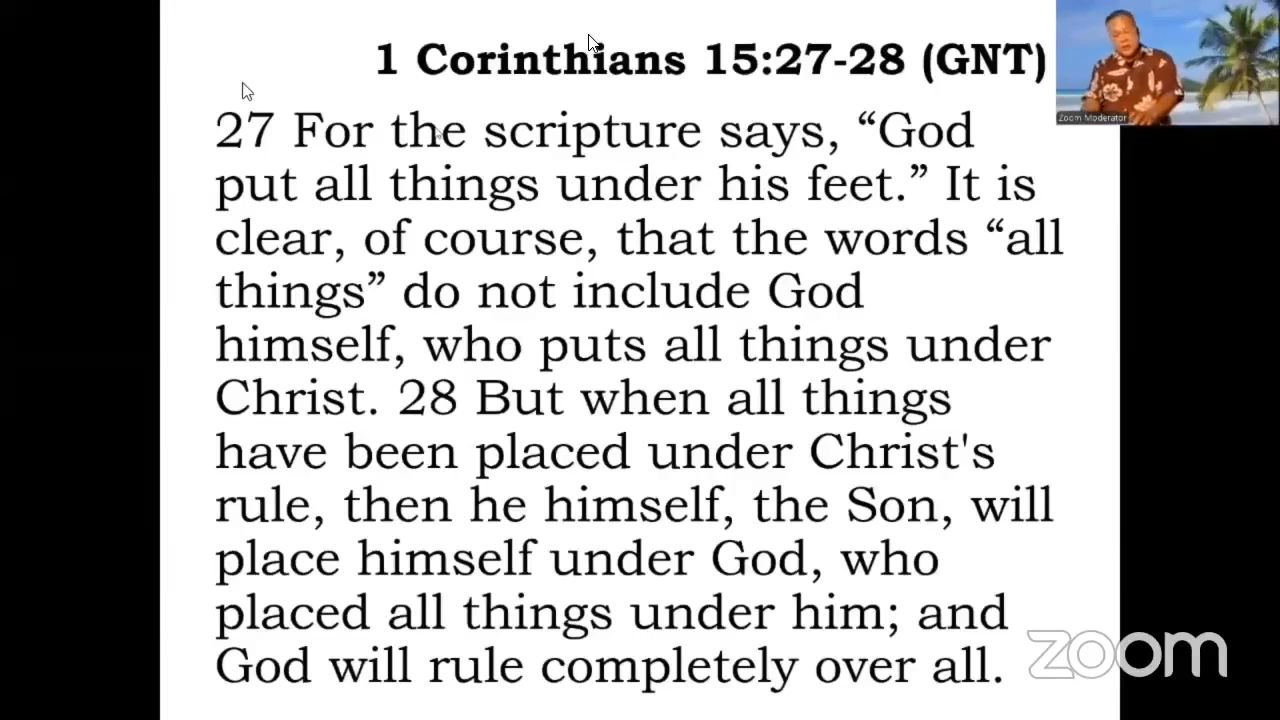 1 Corinthians 15:27-28 (GNT)
27 For the scripture says, “God
put all things under his feet.” It is
clear, of course, that the words “all
things” do not include God
himself, who puts all things under
Christ. 28 But when all things
have been placed under Christ's
rule, then he himself, the Son, will
place himself under God, who
placed all things under him; and
God will rule completely over all.
Zoom Moderator
zoom